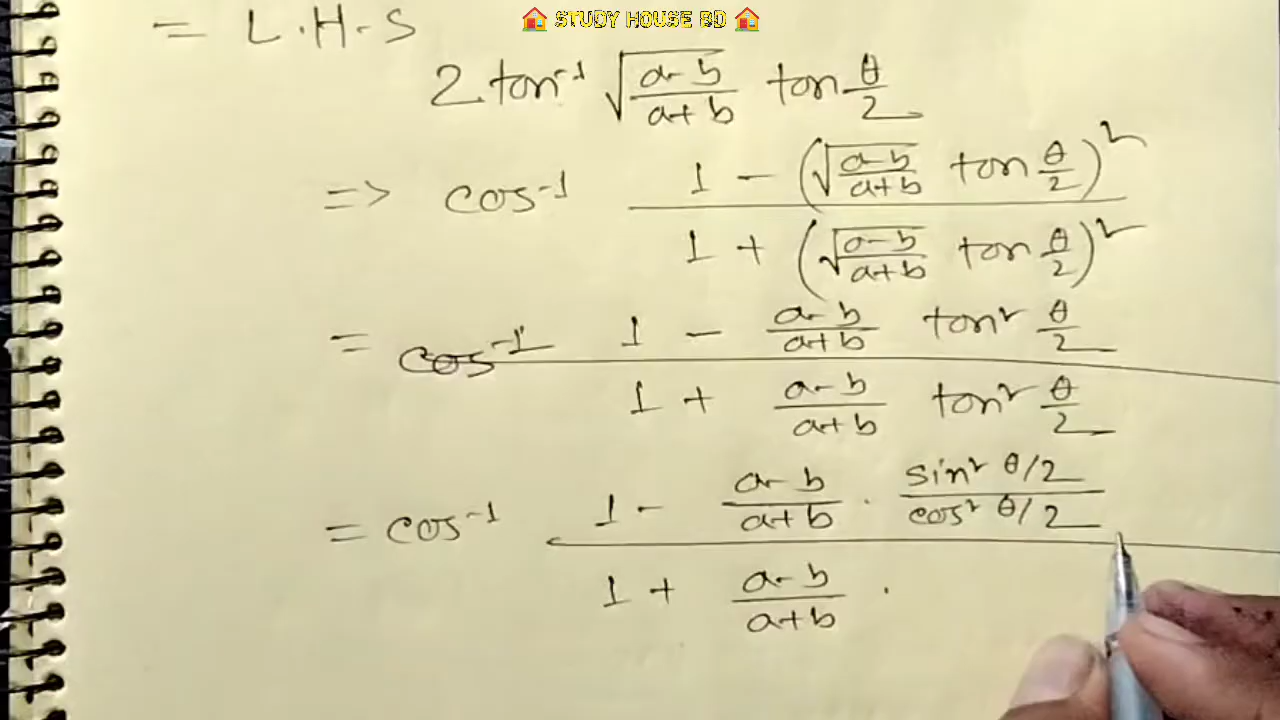 🏠 STUDY HOUSE BD 🏠
= L.H.S
2 tan⁻¹ √(a-b)/(a+b) tan θ/2
=> cos⁻¹ 1 - (√(a-b)/(a+b) tan θ/2)²
1 + (√(a-b)/(a+b) tan θ/2)²
= cos⁻¹ 1 - (a-b)/(a+b) tan² θ/2
1 + (a-b)/(a+b) tan² θ/2
= cos⁻¹ 1 - (a-b)/(a+b) . (sin² θ/2)/(cos² θ/2)
1 + (a-b)/(a+b) .